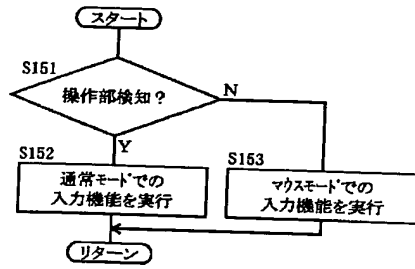 スタート
S151
操作部検知？
N
Y
S152
通常モードでの
入力機能を実行
S153
マウスモードでの
入力機能を実行
リターン